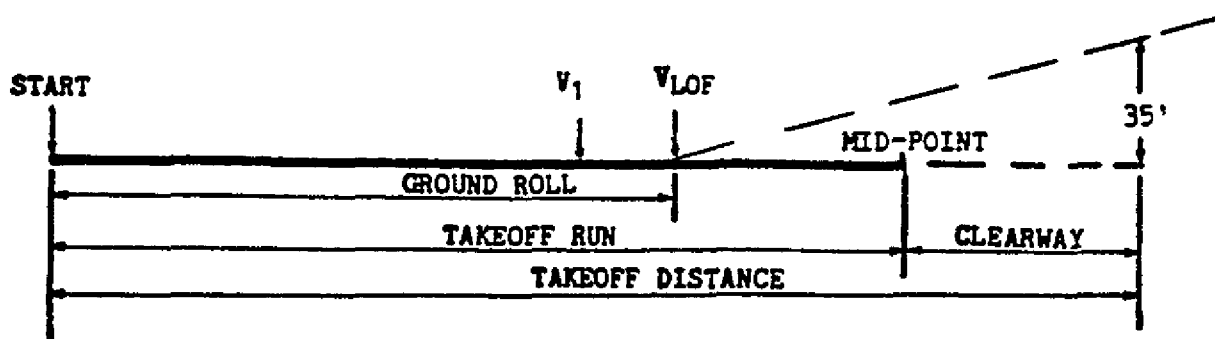 START
V1
VLOF
35'
MID-POINT
GROUND ROLL
TAKEOFF RUN
CLEARWAY
TAKEOFF DISTANCE